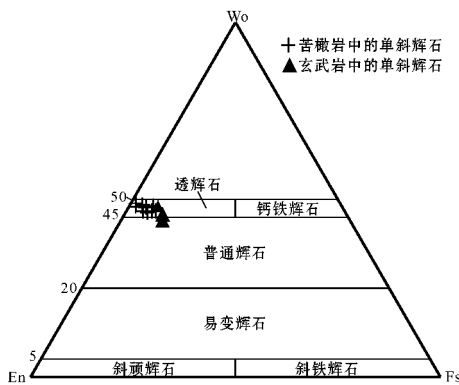 Wo
苦橄岩中的单斜辉石
玄武岩中的单斜辉石
50
透辉石
45
钙铁辉石
普通辉石
20
易变辉石
5
斜顽辉石
斜铁辉石
En
Fs